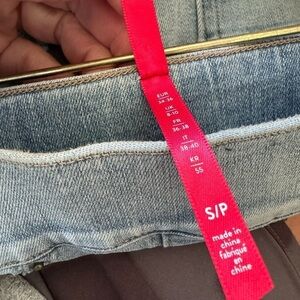 EUR
34-36
UK
8-10
FR
36-38
IT
38-40
KR
55
S/P
made in
china
fabriqué
en
chine